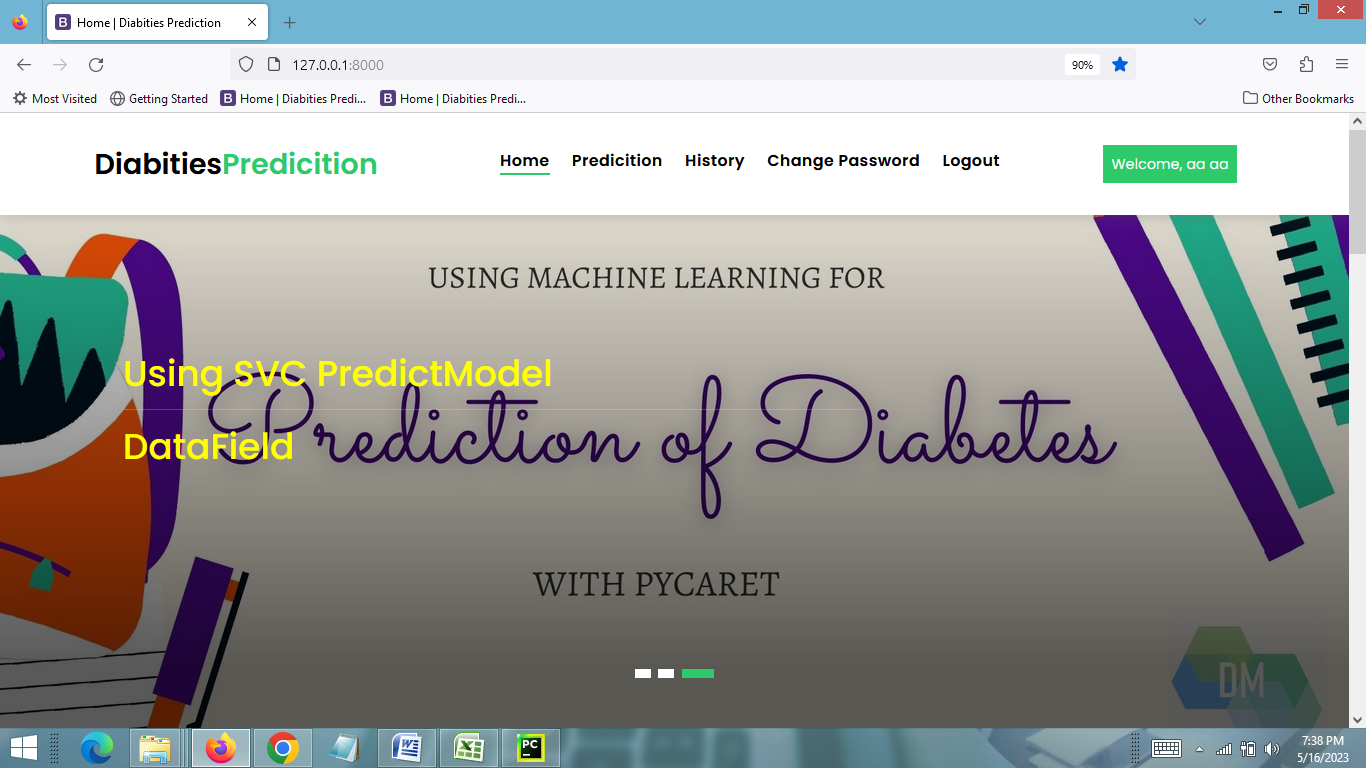 Home | Diabities Prediction
127.0.0.1:8000
90%
Most Visited
Getting Started
Home | Diabities Predi...
Home | Diabities Predi...
Other Bookmarks
DiabitiesPredicition
Home
Predicition
History
Change Password
Logout
Welcome, aa aa
USING MACHINE LEARNING FOR
Using SVC PredictModel
Prediction of Diabetes
DataField
WITH PYCARET
DM
PC
7:38 PM
5/16/2023